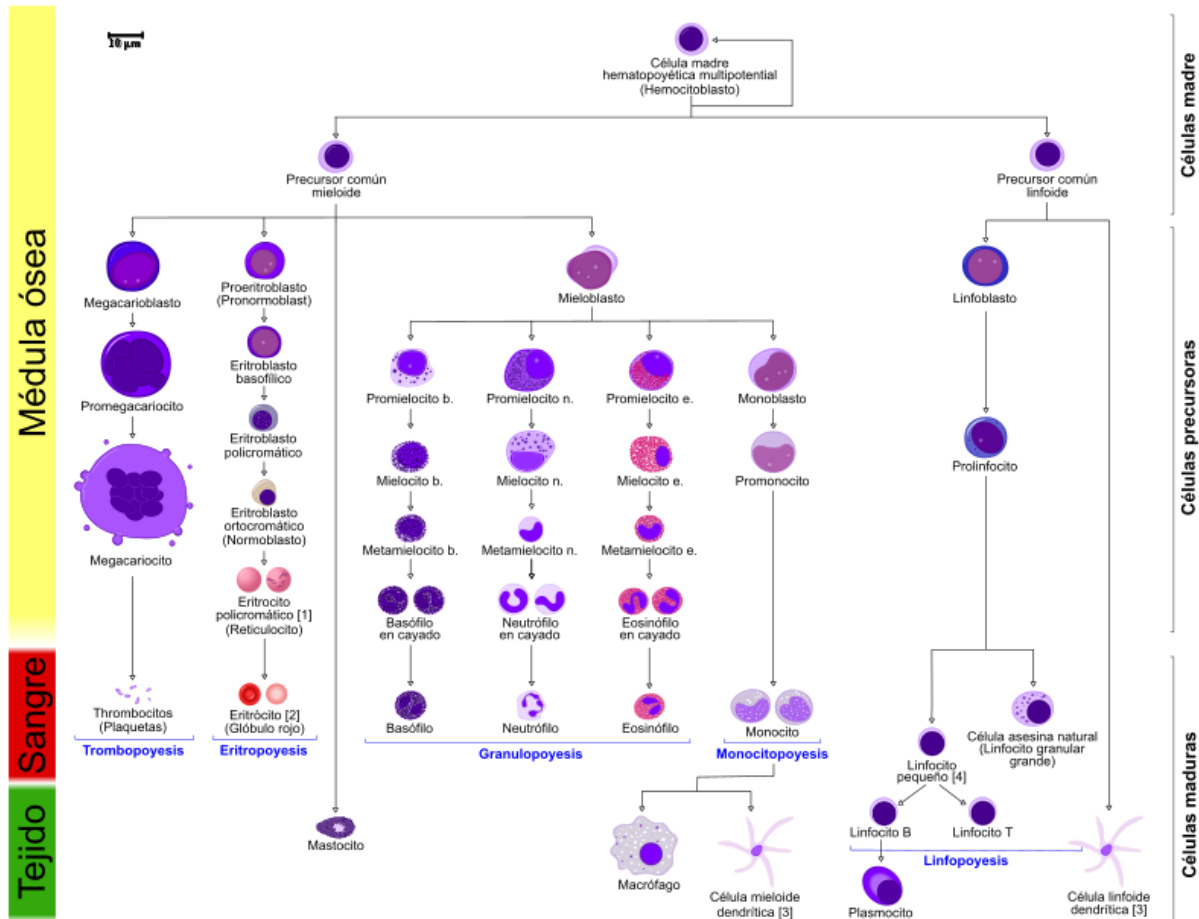 10 µm
Célula madre
hematopoyética multipotential
(Hemocitoblasto)
Precursor común
mieloide
Precursor común
linfoide
Células madre
Médula ósea
Megacarioblasto
Proeritroblasto
(Pronormoblast)
Mieloblasto
Linfoblasto
Eritroblasto
basofílico
Promegacariocito
Promielocito b.
Promielocito n.
Promielocito e.
Monoblasto
Eritroblasto
policromático
Prolinfocito
Células precursoras
Mielocito b.
Mielocito n.
Mielocito e.
Promonocito
Eritroblasto
ortocromático
(Normoblasto)
Megacariocito
Metamielocito b.
Metamielocito n.
Metamielocito e.
Eritrocito
policromático [1]
(Reticulocito)
Basófilo
en cayado
Neutrófilo
en cayado
Eosinófilo
en cayado
Sangre
Thrombocitos
(Plaquetas)
Eritròcito [2]
(Glóbulo rojo)
Basófilo
Neutrófilo
Eosinófilo
Monocito
Célula asesina natural
(Linfocito granular
grande)
Trombopoyesis
Eritropoyesis
Granulopoyesis
Monocitopoyesis
Linfocito
pequeño [4]
Células maduras
Tejido
Mastocito
Linfocito B
Linfocito T
Linfopoyesis
Macrófago
Célula mieloide
dendrítica [3]
Plasmocito
Célula linfoide
dendrítica [3]